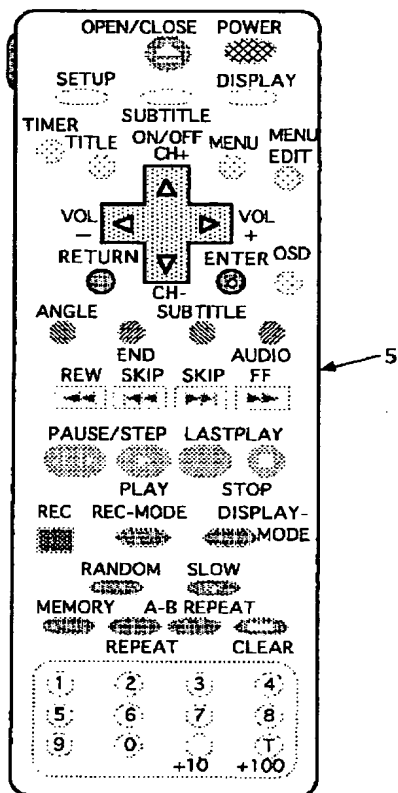 OPEN/CLOSE POWER
SETUP DISPLAY
SUBTITLE
TIMER ON/OFF MENU
TITLE CH+ MENU EDIT
VOL - VOL +
RETURN ENTER OSD
CH-
ANGLE SUBTITLE
END AUDIO
REW SKIP SKIP FF
5
PAUSE/STEP LASTPLAY
PLAY STOP
REC REC-MODE DISPLAY-MODE
RANDOM SLOW
MEMORY A-B REPEAT
REPEAT CLEAR
1 2 3 4
5 6 7 8
9 0 T
+10 +100